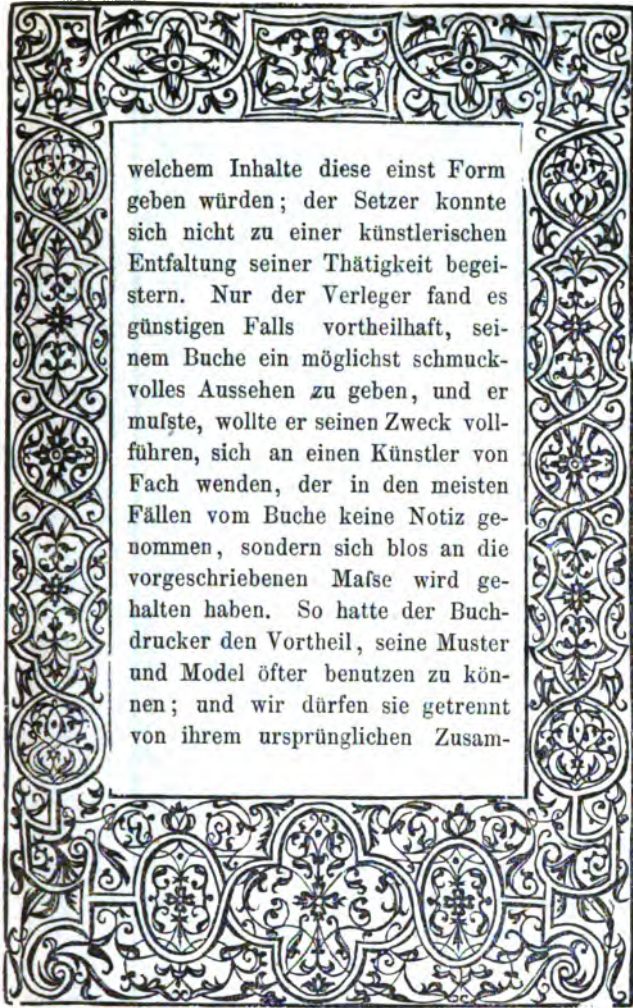 welchem Inhalte diese einst Form
geben würden; der Setzer konnte
sich nicht zu einer künstlerischen
Entfaltung seiner Thätigkeit begei-
stern. Nur der Verleger fand es
günstigen Falls vortheilhaft, sei-
nem Buche ein möglichst schmuck-
volles Aussehen zu geben, und er
muſste, wollte er seinen Zweck voll-
führen, sich an einen Künstler von
Fach wenden, der in den meisten
Fällen vom Buche keine Notiz ge-
nommen, sondern sich blos an die
vorgeschriebenen Maſse wird ge-
halten haben. So hatte der Buch-
drucker den Vortheil, seine Muster
und Model öfter benutzen zu kön-
nen; und wir dürfen sie getrennt
von ihrem ursprünglichen Zusam-